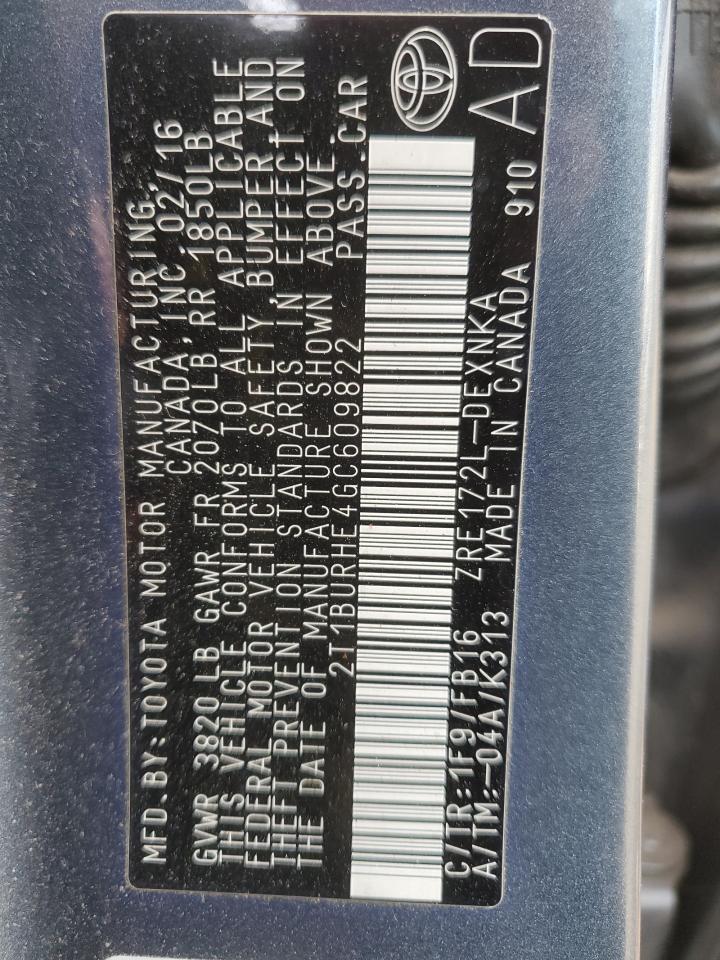 MFD.BY:TOYOTA MOTOR MANUFACTURING,
CANADA,INC. 02/16
GVWR 3820LB GAWR FR 2070LB, RR 1850LB
THIS VEHICLE CONFORMS TO ALL APPLICABLE
FEDERAL MOTOR VEHICLE SAFETY, BUMPER AND
THEFT PREVENTION STANDARDS IN EFFECT ON
THE DATE OF MANUFACTURE SHOWN ABOVE.
2T1BURHE4GC609822 PASS.CAR
C/TR:1F9/FB16 ZRE172L-DEXNKA
A/TM:-04A/K313 MADE IN CANADA 910 AD